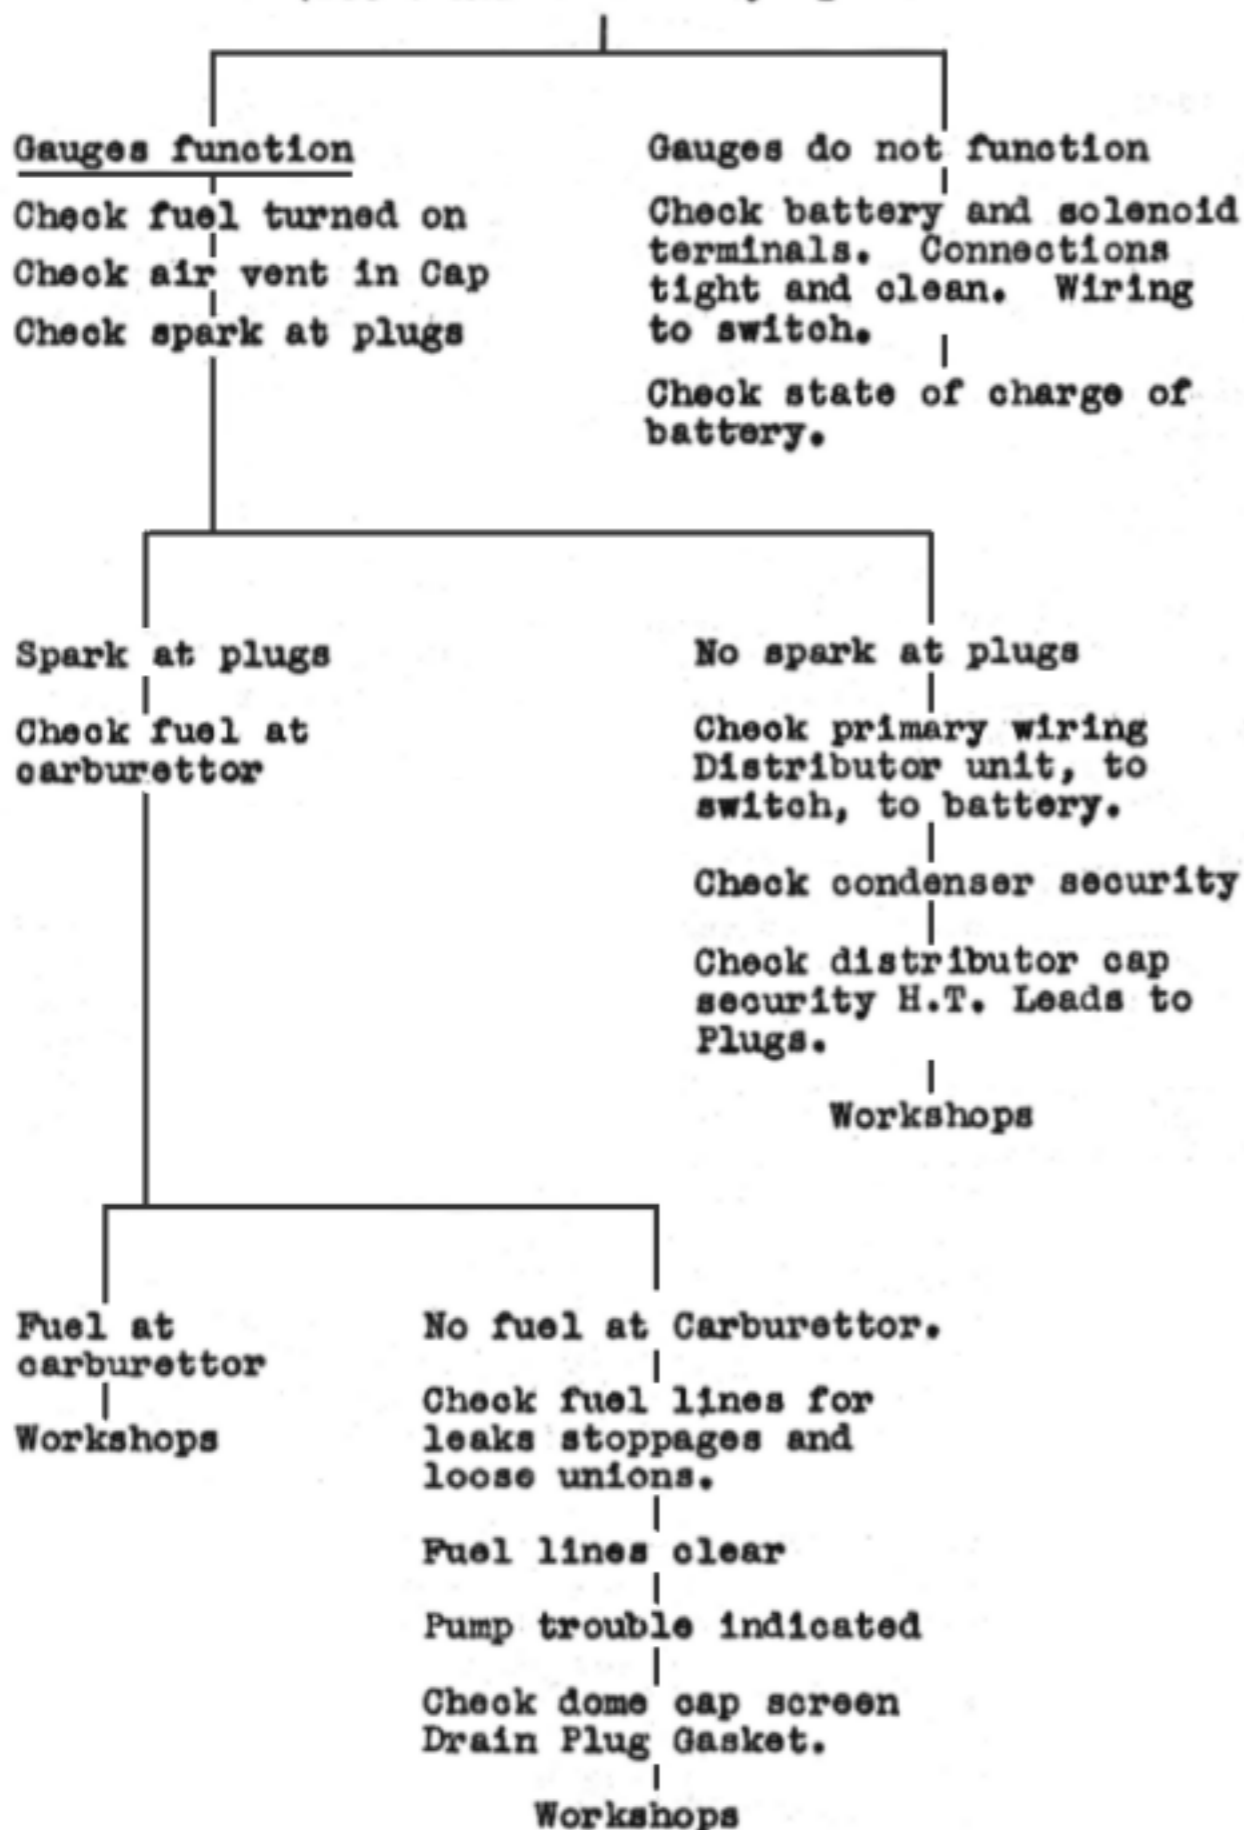 Gauges function
Check fuel turned on
Check air vent in Cap
Check spark at plugs
Gauges do not function
Check battery and solenoid
terminals. Connections
tight and clean. Wiring
to switch.
Check state of charge of
battery.
Spark at plugs
Check fuel at
carburettor
No spark at plugs
Check primary wiring
Distributor unit, to
switch, to battery.
Check condenser security
Check distributor cap
security H.T. Leads to
Plugs.
Workshops
Fuel at
carburettor
Workshops
No fuel at Carburettor.
Check fuel lines for
leaks stoppages and
loose unions.
Fuel lines clear
Pump trouble indicated
Check dome cap screen
Drain Plug Gasket.
Workshops